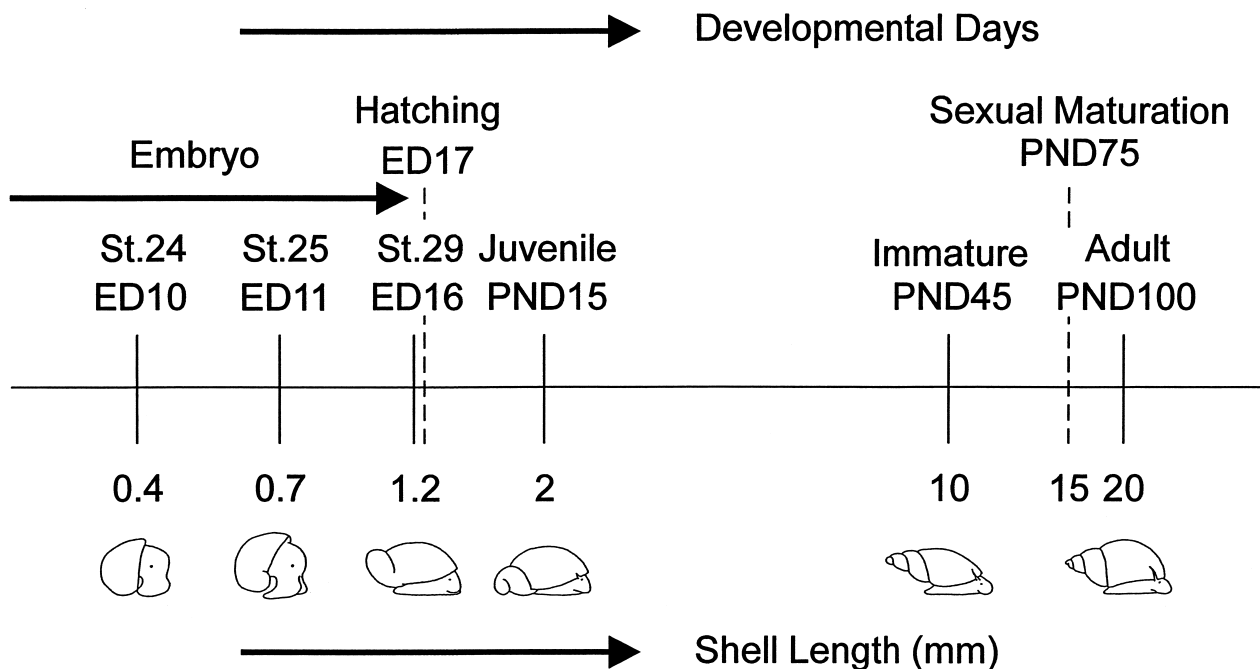 Developmental Days
Hatching
ED17
Sexual Maturation
PND75
Embryo
St.24
ED10
St.25
ED11
St.29
ED16
Juvenile
PND15
Immature
PND45
Adult
PND100
0.4 0.7 1.2 2 10 15 20
Shell Length (mm)